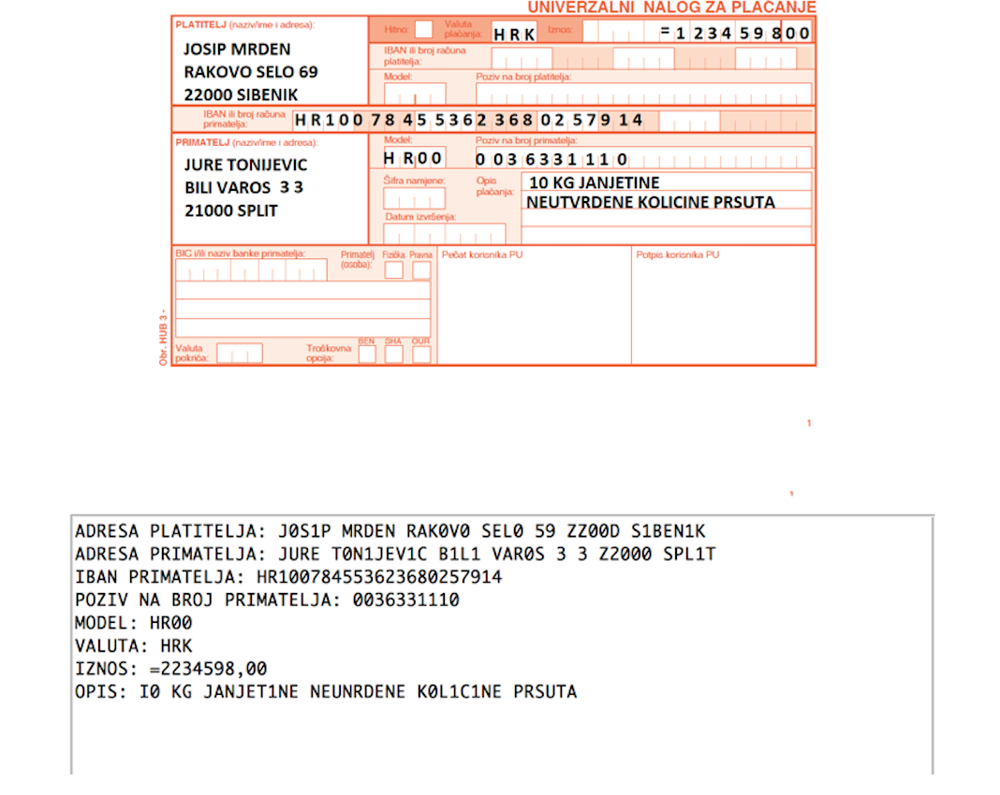 UNIVERZALNI NALOG ZA PLAĆANJE
PLATITELJ (naziv/ime i adresa):
JOSIP MRDEN
RAKOVO SELO 69
22000 SIBENIK
Hitno:
Valuta plaćanja: HRK
Iznos: =123459800
IBAN ili broj računa platitelja:
Model:
Poziv na broj platitelja:
IBAN ili broj računa primatelja: HR100784553623680257914
PRIMATELJ (naziv/ime i adresa):
JURE TONIJEVIC
BILI VAROS 3 3
21000 SPLIT
Model: HR00
Poziv na broj primatelja: 0036331110
Šifra namjene:
Opis plaćanja: 10 KG JANJETINE
NEUTVRDENE KOLICINE PRSUTA
Datum izvršenja:
BIC i/ili naziv banke primatelja:
Primatelj (osoba): Fizička Pravna
Pečat korisnika PU
Potpis korisnika PU
Obr. HUB 3 -
Valuta pokrića:
Troškovna opcija: BEN SHA OUR
1
1
ADRESA PLATITELJA: J0S1P MRDEN RAK0V0 SEL0 59 ZZ00D S1BEN1K
ADRESA PRIMATELJA: JURE T0N1JEV1C B1L1 VAR0S 3 3 Z2000 SPL1T
IBAN PRIMATELJA: HR100784553623680257914
POZIV NA BROJ PRIMATELJA: 0036331110
MODEL: HR00
VALUTA: HRK
IZNOS: =2234598,00
OPIS: I0 KG JANJET1NE NEUNRDENE K0L1C1NE PRSUTA